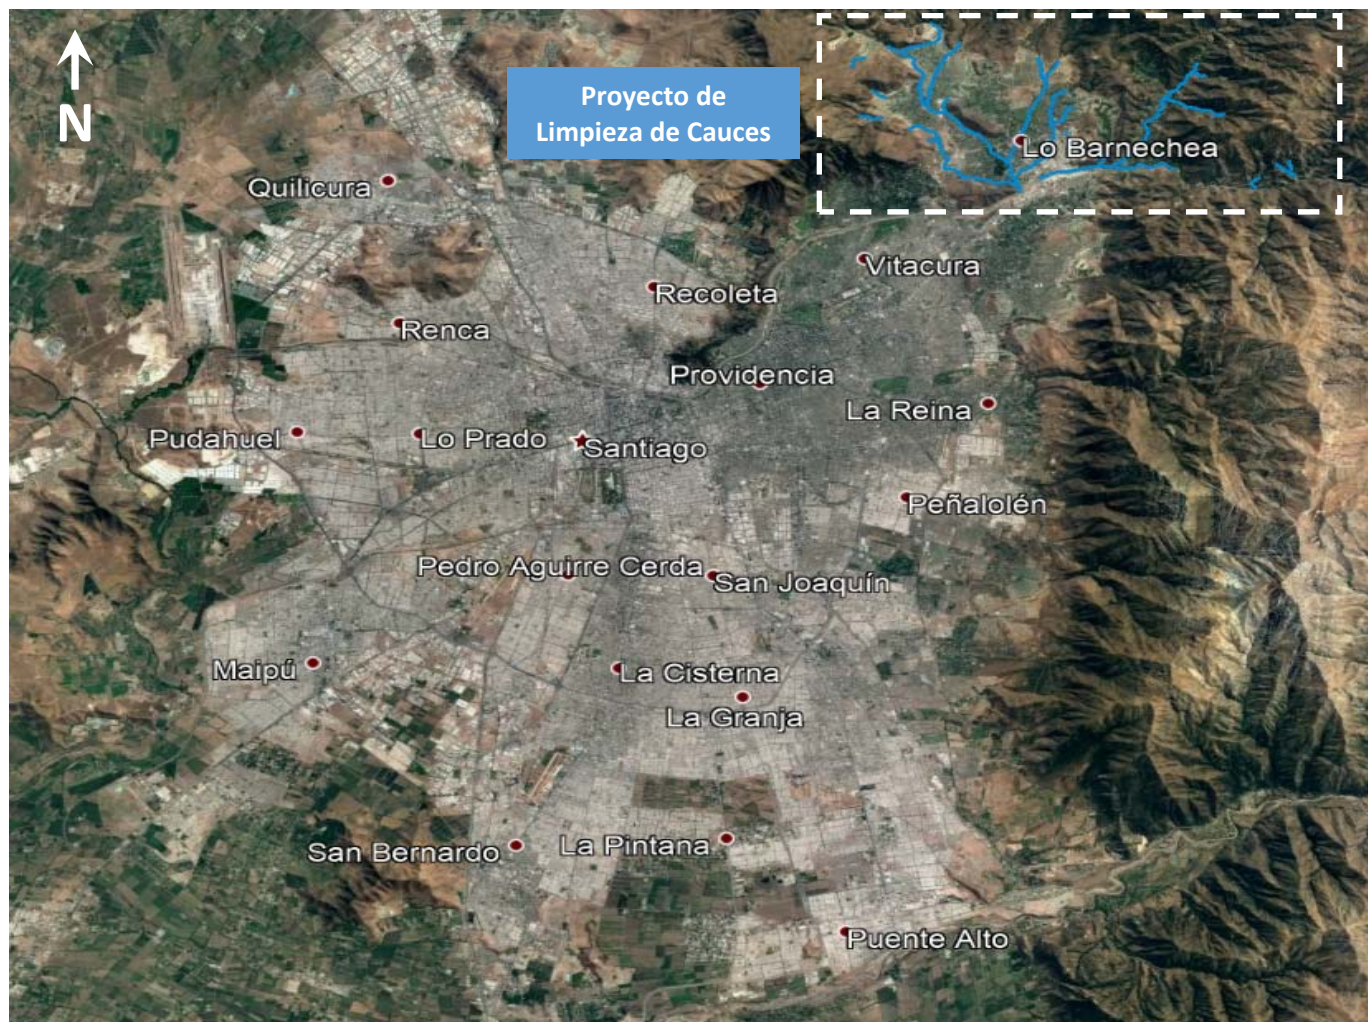 N
Proyecto de
Limpieza de Cauces
Lo Barnechea
Quilicura
Vitacura
Recoleta
Renca
Providencia
La Reina
Pudahuel
Lo Prado
Santiago
Peñalolén
Pedro Aguirre Cerda
San Joaquín
Maipú
La Cisterna
La Granja
San Bernardo
La Pintana
Puente Alto